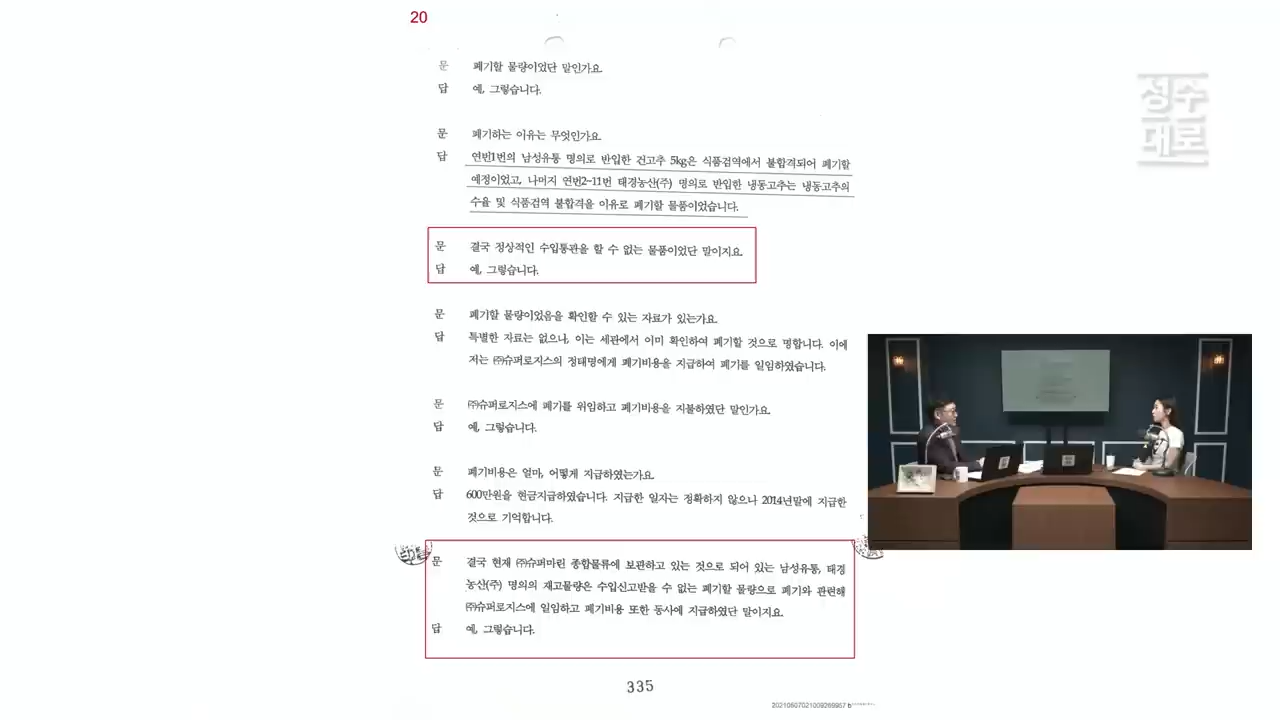 20
성수
대로
문 폐기할 물량이었단 말인가요.
답 예, 그렇습니다.
문 폐기하는 이유는 무엇인가요.
답 연번1번의 남성유통 명의로 반입한 건고추 5kg은 식품검역에서 불합격되어 폐기할
예정이었고, 나머지 연번2~11번 태경농산(주) 명의로 반입한 냉동고추는 냉동고추의
수율 및 식품검역 불합격을 이유로 폐기할 물품이었습니다.
문 결국 정상적인 수입통관을 할 수 없는 물품이었단 말이지요.
답 예, 그렇습니다.
문 폐기할 물량이었음을 확인할 수 있는 자료가 있는가요.
답 특별한 자료는 없으나, 이는 세관에서 이미 확인하여 폐기할 것으로 명합니다. 이에
저는 ㈜슈퍼로지스의 정태명에게 폐기비용을 지급하여 폐기를 일임하였습니다.
문 ㈜슈퍼로지스에 폐기를 위임하고 폐기비용을 지불하였단 말인가요.
답 예, 그렇습니다.
문 폐기비용은 얼마, 어떻게 지급하였는가요.
답 600만원을 현금지급하였습니다. 지급한 일자는 정확하지 않으나 2014년말에 지급한
것으로 기억합니다.
문 결국 현재 ㈜슈퍼마린 종합물류에 보관하고 있는 것으로 되어 있는 남성유통, 태경
농산(주) 명의의 재고물량은 수입신고받을 수 없는 폐기할 물량으로 폐기와 관련해
㈜슈퍼로지스에 일임하고 폐기비용 또한 동사에 지급하였단 말이지요.
답 예, 그렇습니다.
335